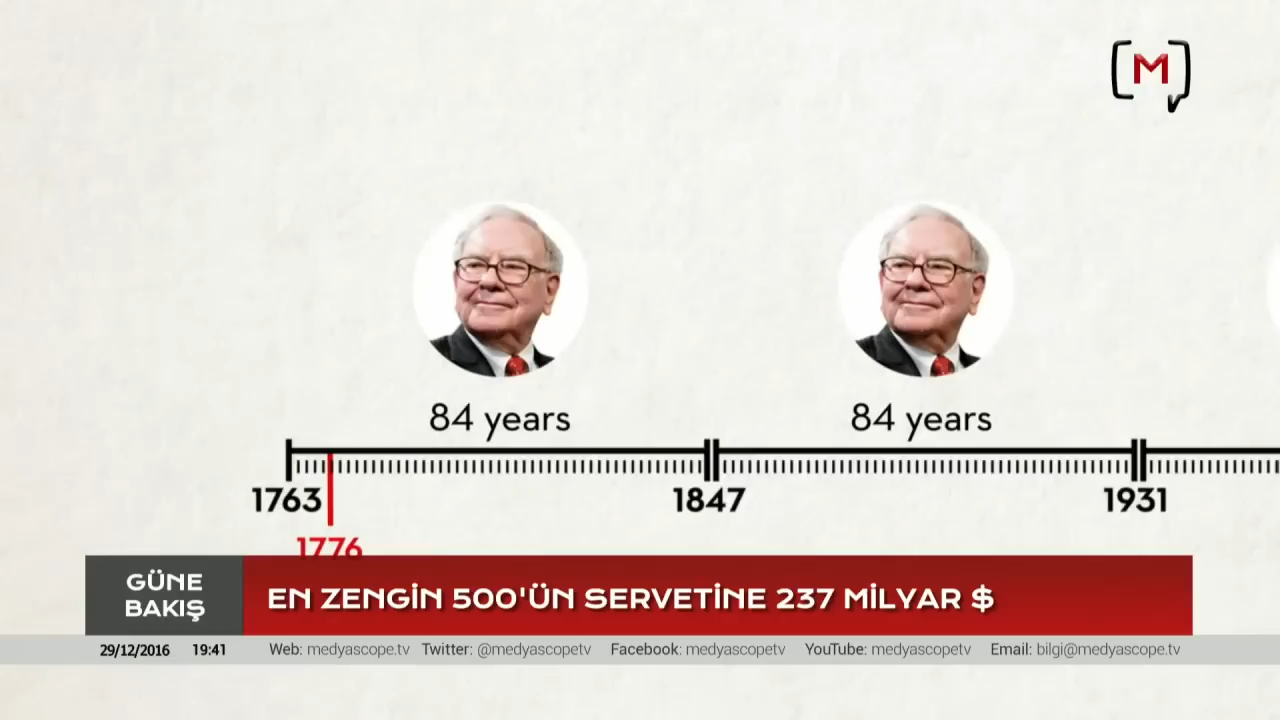 M
84 years
84 years
1763
1847
1931
1776
GÜNE
BAKIŞ
EN ZENGİN 500'ÜN SERVETİNE 237 MİLYAR $
29/12/2016 19:41 Web: medyascope.tv Twitter: @medyascopetv Facebook: medyascopetv YouTube: medyascopetv Email: bilgi@medyascope.tv